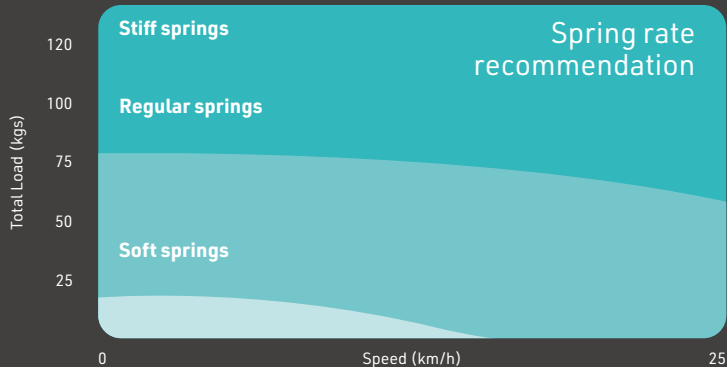 Spring rate
recommendation
Stiff springs
Regular springs
Soft springs
Total Load (kgs)
120
100
75
50
25
0
Speed (km/h)
25